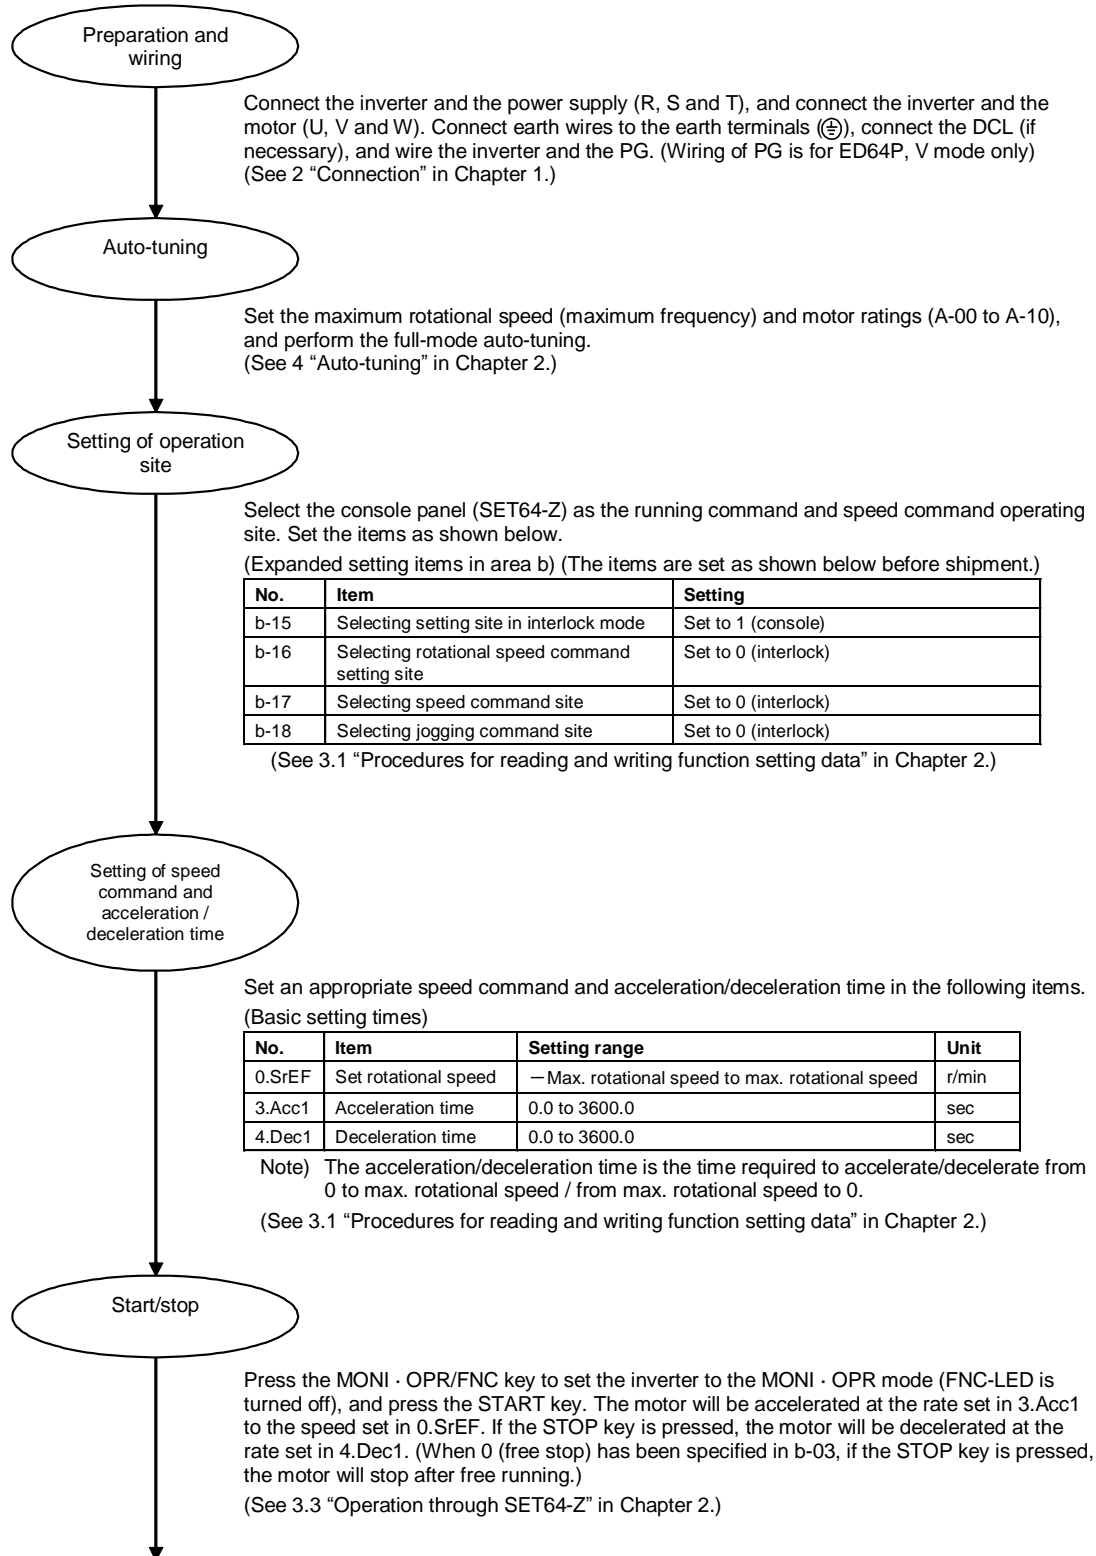 Preparation and
wiring
Connect the inverter and the power supply (R, S and T), and connect the inverter and the
motor (U, V and W). Connect earth wires to the earth terminals (⏚), connect the DCL (if
necessary), and wire the inverter and the PG. (Wiring of PG is for ED64P, V mode only)
(See 2 “Connection” in Chapter 1.)
Auto-tuning
Set the maximum rotational speed (maximum frequency) and motor ratings (A-00 to A-10),
and perform the full-mode auto-tuning.
(See 4 “Auto-tuning” in Chapter 2.)
Setting of operation
site
Select the console panel (SET64-Z) as the running command and speed command operating
site. Set the items as shown below.
(Expanded setting items in area b) (The items are set as shown below before shipment.)
No. Item Setting
b-15 Selecting setting site in interlock mode Set to 1 (console)
b-16 Selecting rotational speed command Set to 0 (interlock)
setting site
b-17 Selecting speed command site Set to 0 (interlock)
b-18 Selecting jogging command site Set to 0 (interlock)
(See 3.1 “Procedures for reading and writing function setting data” in Chapter 2.)
Setting of speed
command and
acceleration /
deceleration time
Set an appropriate speed command and acceleration/deceleration time in the following items.
(Basic setting times)
No. Item Setting range Unit
0.SrEF Set rotational speed －Max. rotational speed to max. rotational speed r/min
3.Acc1 Acceleration time 0.0 to 3600.0 sec
4.Dec1 Deceleration time 0.0 to 3600.0 sec
Note) The acceleration/deceleration time is the time required to accelerate/decelerate from
0 to max. rotational speed / from max. rotational speed to 0.
(See 3.1 “Procedures for reading and writing function setting data” in Chapter 2.)
Start/stop
Press the MONI · OPR/FNC key to set the inverter to the MONI · OPR mode (FNC-LED is
turned off), and press the START key. The motor will be accelerated at the rate set in 3.Acc1
to the speed set in 0.SrEF. If the STOP key is pressed, the motor will be decelerated at the
rate set in 4.Dec1. (When 0 (free stop) has been specified in b-03, if the STOP key is pressed,
the motor will stop after free running.)
(See 3.3 “Operation through SET64-Z” in Chapter 2.)